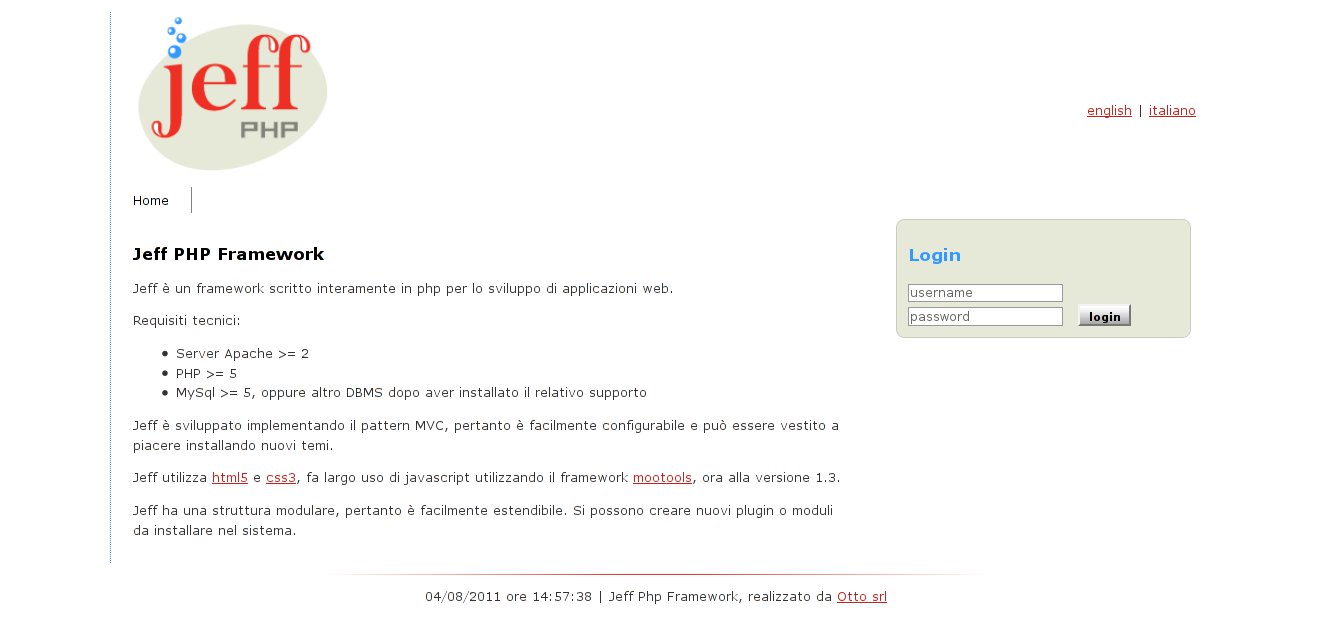 jeff
PHP
english | italiano
Home
Jeff PHP Framework
Jeff è un framework scritto interamente in php per lo sviluppo di applicazioni web.
Requisiti tecnici:
• Server Apache >= 2
• PHP >= 5
• MySql >= 5, oppure altro DBMS dopo aver installato il relativo supporto
Jeff è sviluppato implementando il pattern MVC, pertanto è facilmente configurabile e può essere vestito a
piacere installando nuovi temi.
Jeff utilizza html5 e css3, fa largo uso di javascript utilizzando il framework mootools, ora alla versione 1.3.
Jeff ha una struttura modulare, pertanto è facilmente estendibile. Si possono creare nuovi plugin o moduli
da installare nel sistema.
Login
username
password
login
04/08/2011 ore 14:57:38 | Jeff Php Framework, realizzato da Otto srl